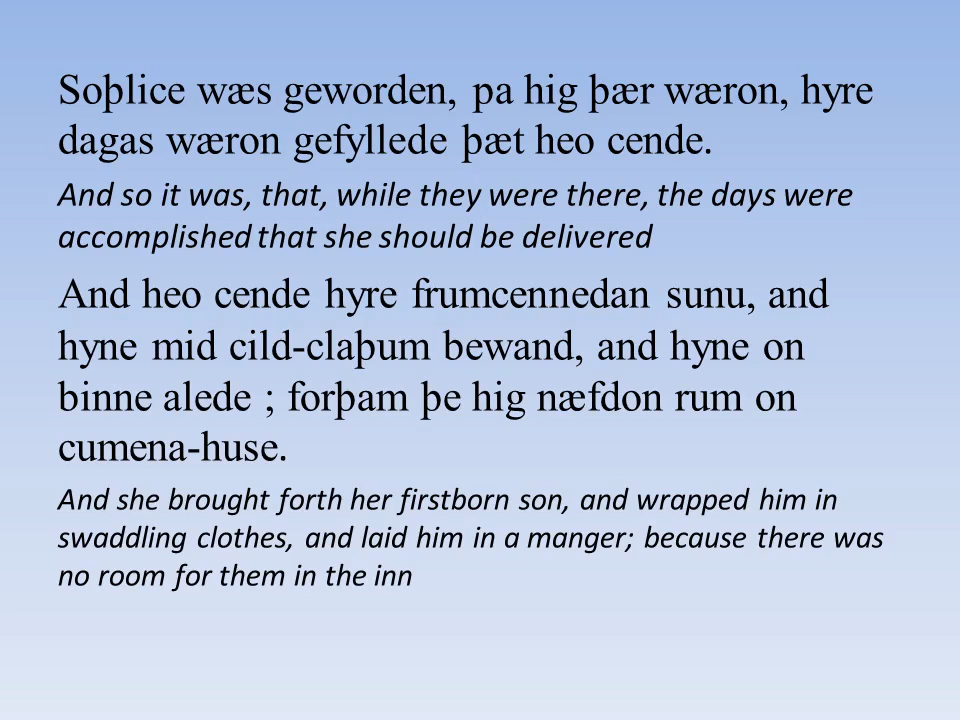 Soþlice wæs geworden, pa hig þær wæron, hyre
dagas wæron gefyllede þæt heo cende.
And so it was, that, while they were there, the days were
accomplished that she should be delivered
And heo cende hyre frumcennedan sunu, and
hyne mid cild-claþum bewand, and hyne on
binne alede ; forþam þe hig næfdon rum on
cumena-huse.
And she brought forth her firstborn son, and wrapped him in
swaddling clothes, and laid him in a manger; because there was
no room for them in the inn